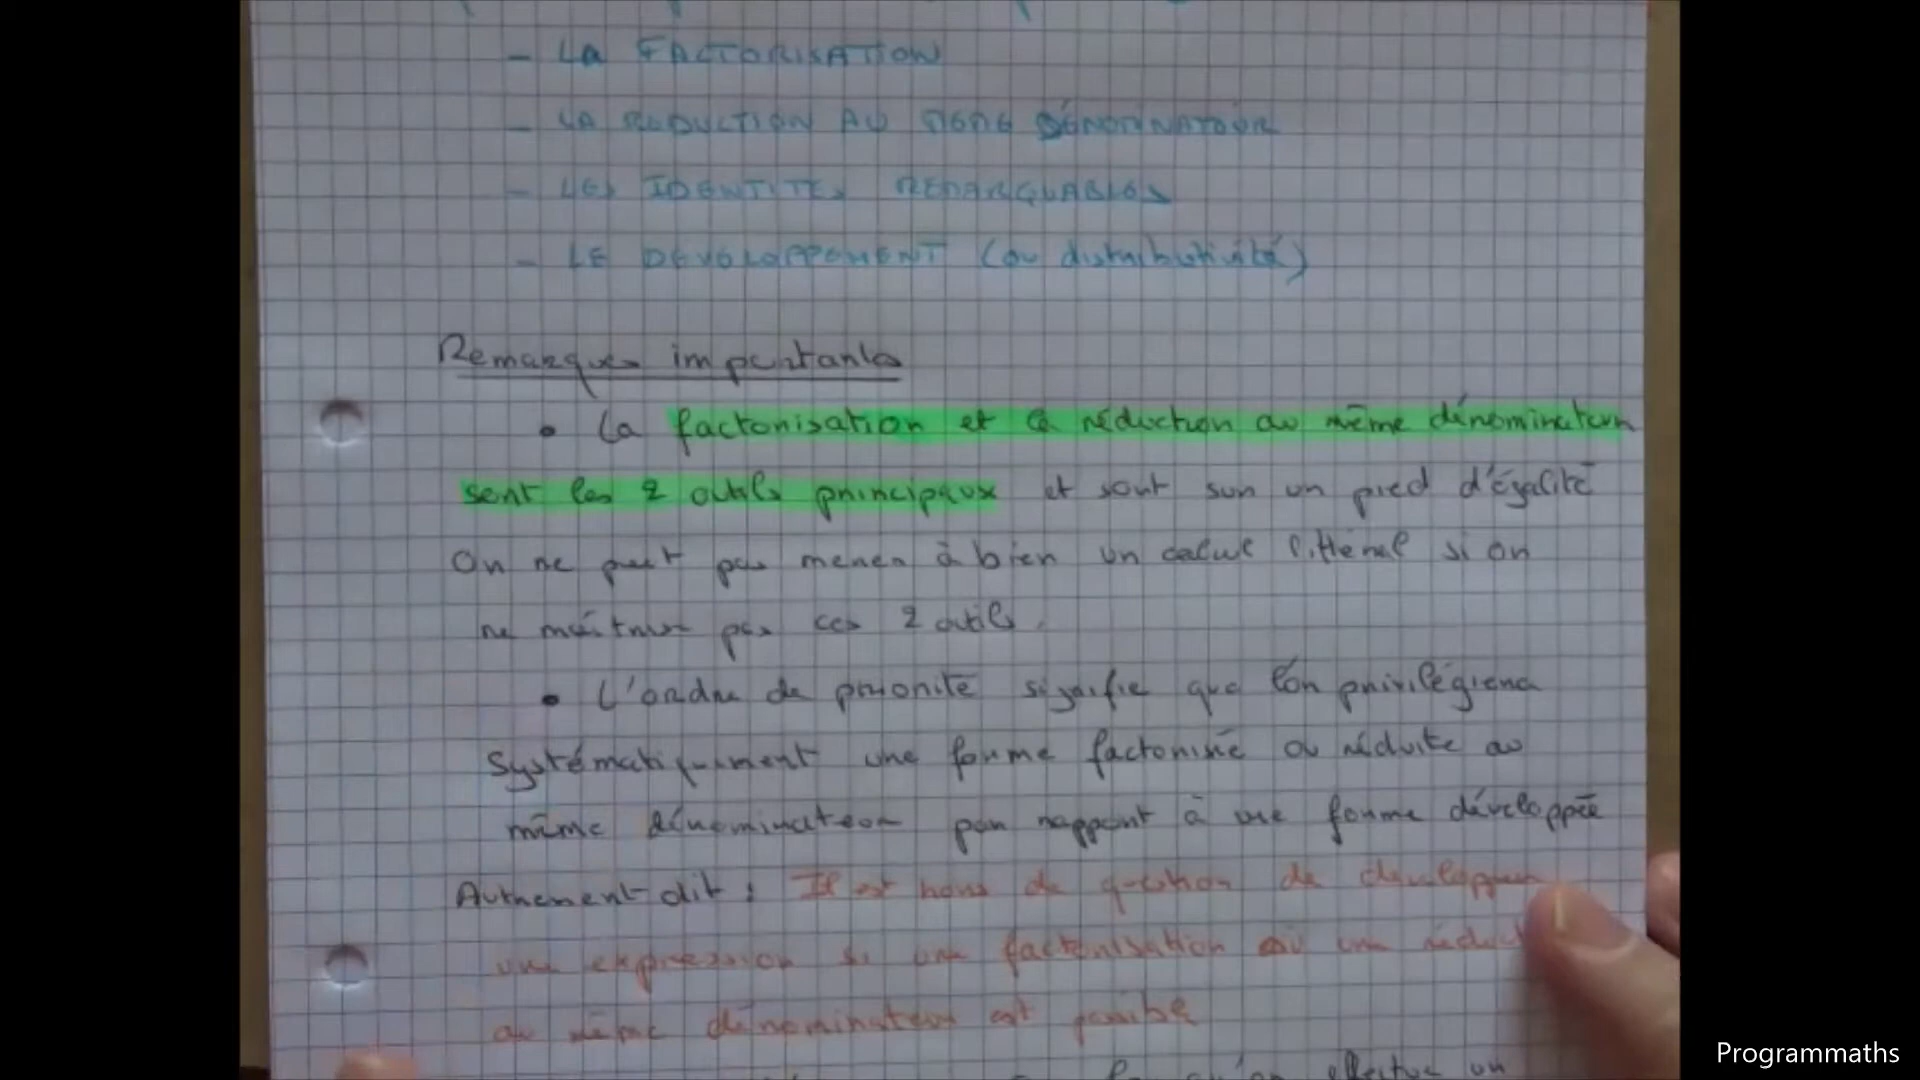 - LA FACTORISATION
- LA REDUCTION AU MEME DÉNOMINATEUR
- LES IDENTITES REMARQUABLES
- LE DEVELOPPEMENT (ou distributivité)
Remarques importantes
• La factorisation et la réduction au même dénominateur
sont les 2 outils principaux et sont sur un pied d'égalité
On ne peut pas mener à bien un calcul littéral si on
ne maîtrise pas ces 2 outils.
• L'ordre de priorité signifie que l'on privilégiera
Systématiquement une forme factorisée ou réduite au
même dénominateur par rapport à une forme développée
Autrement dit : Il est hors de question de développer
une expression si une factorisation ou une réduct
au même dénominateur est possible
effectue un
Programmaths